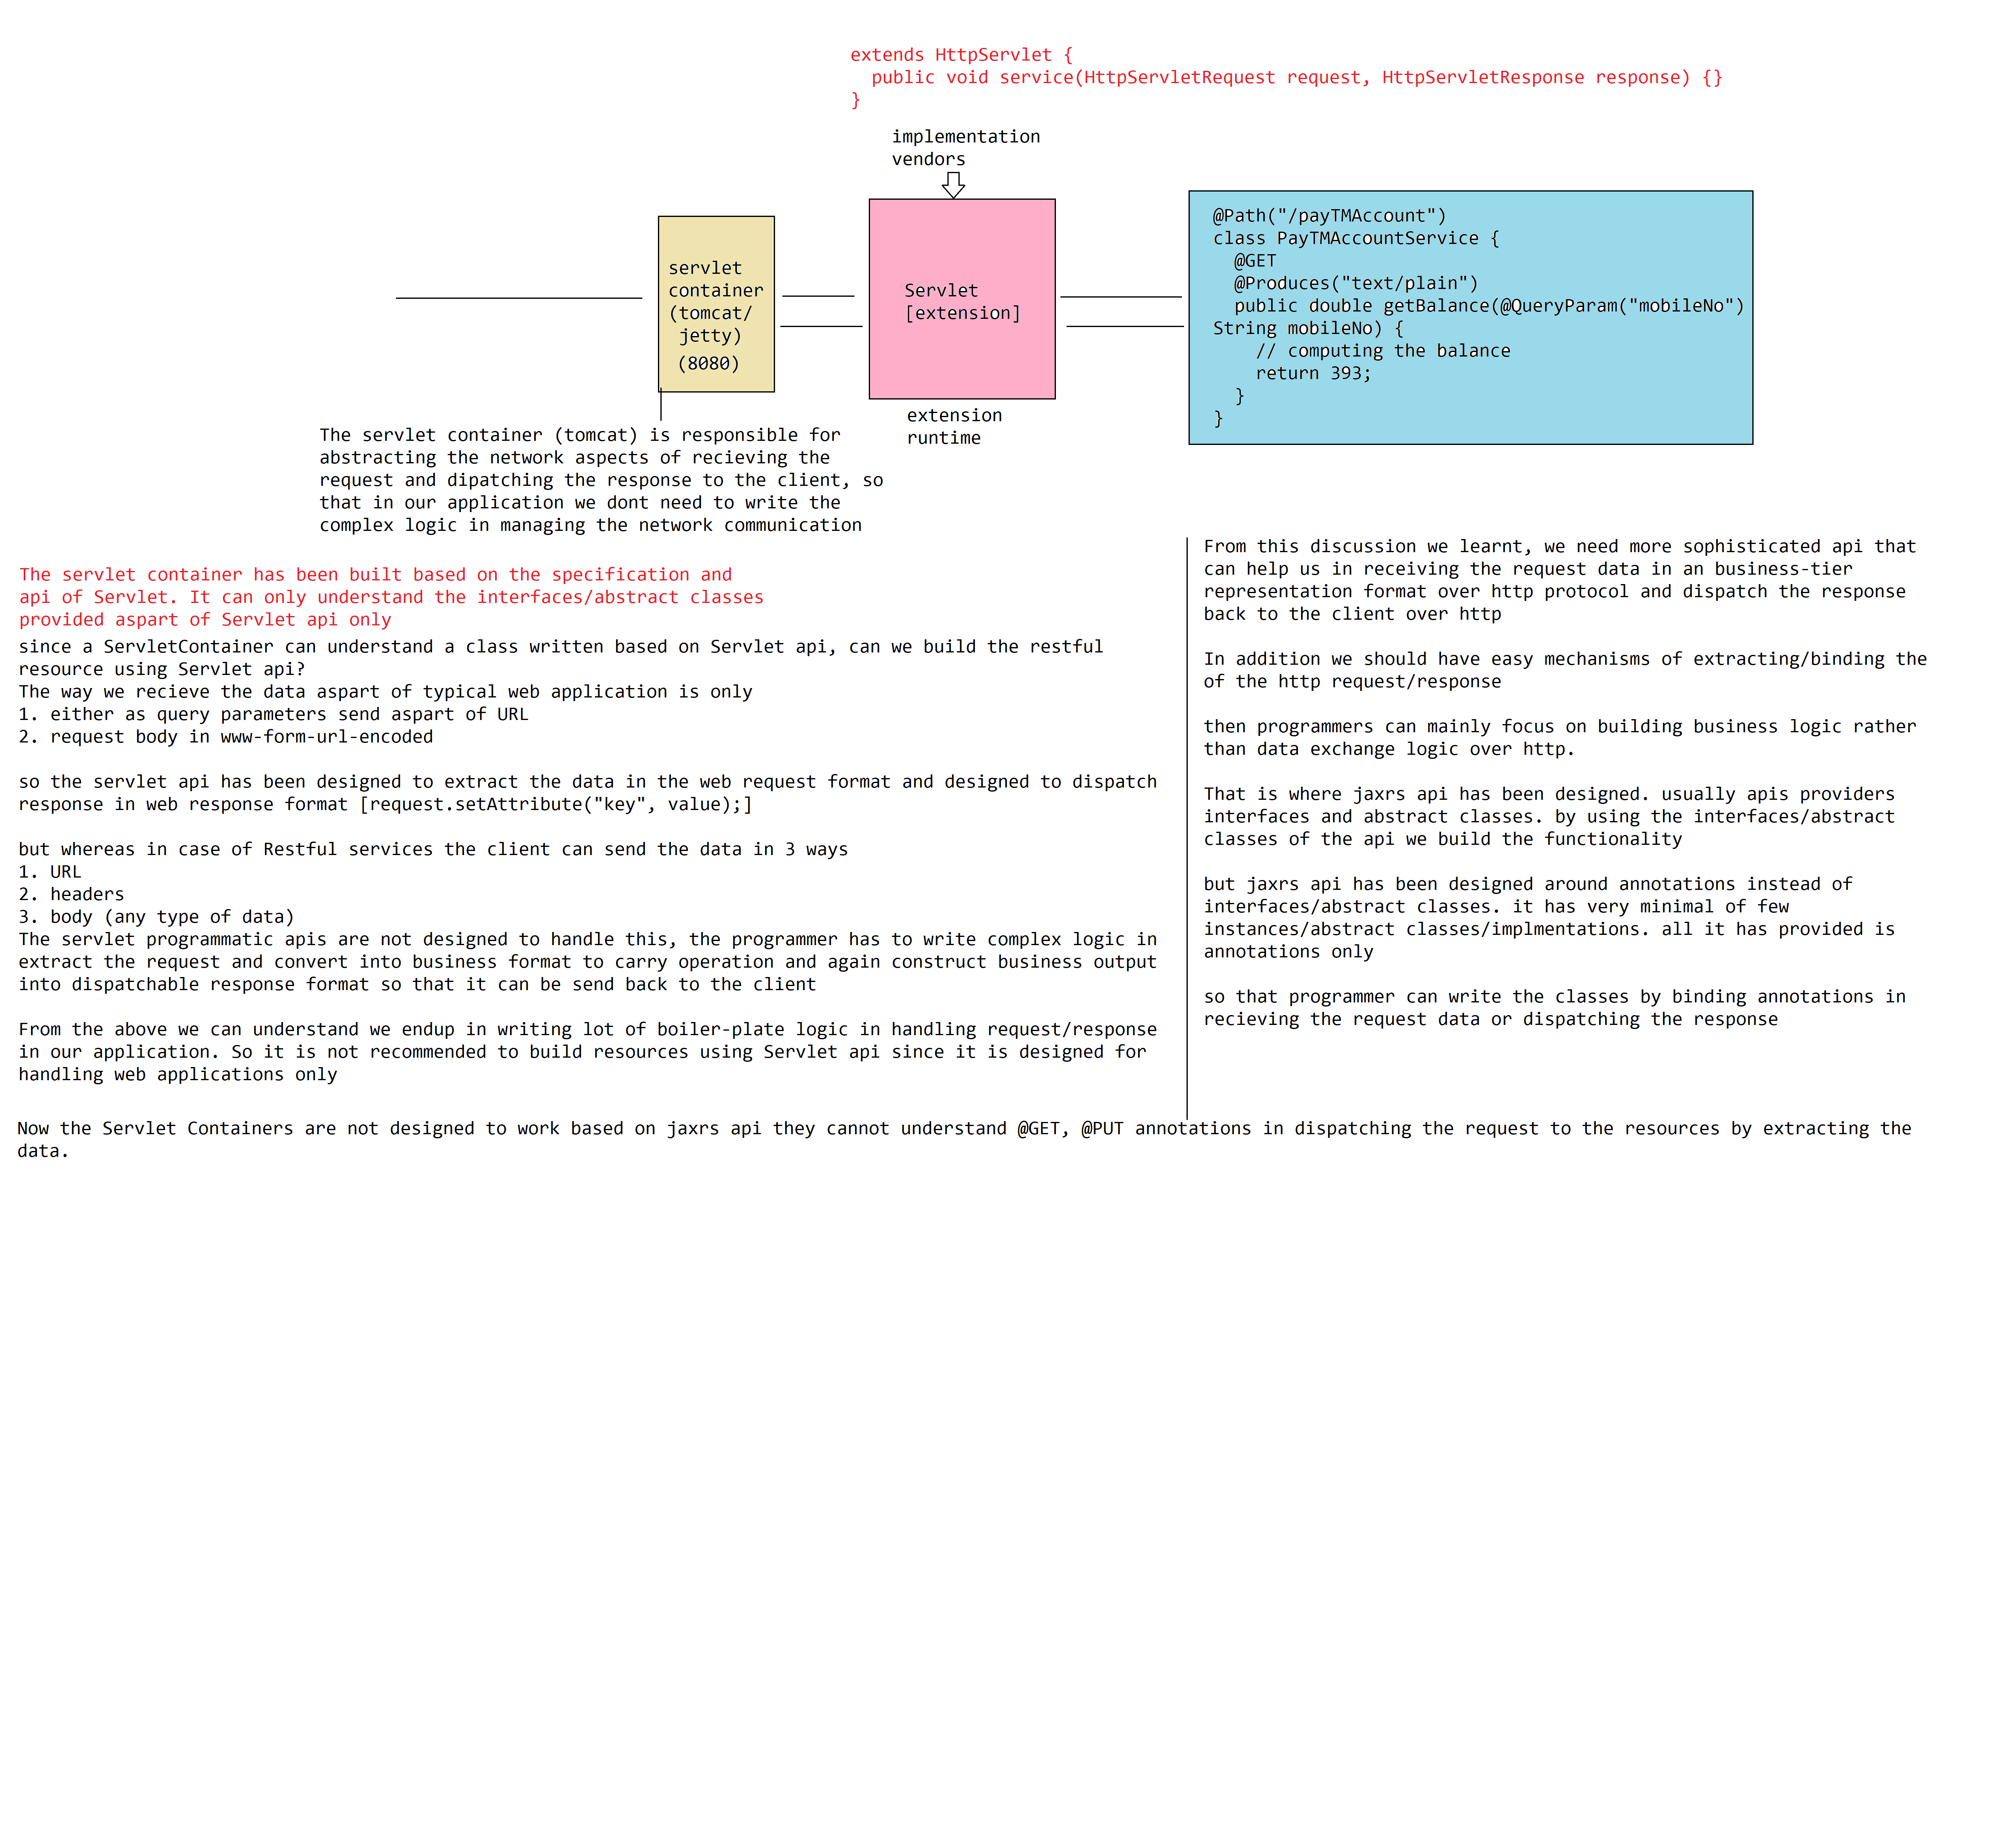 extends HttpServlet {
  public void service(HttpServletRequest request, HttpServletResponse response) {}
}
implementation
vendors
servlet
container
(tomcat/
jetty)
(8080)
Servlet
[extension]
extension
runtime
@Path("/payTMAccount")
class PayTMAccountService {
  @GET
  @Produces("text/plain")
  public double getBalance(@QueryParam("mobileNo")
String mobileNo) {
    // computing the balance
    return 393;
  }
}
The servlet container (tomcat) is responsible for
abstracting the network aspects of recieving the
request and dipatching the response to the client, so
that in our application we dont need to write the
complex logic in managing the network communication
The servlet container has been built based on the specification and
api of Servlet. It can only understand the interfaces/abstract classes
provided aspart of Servlet api only
since a ServletContainer can understand a class written based on Servlet api, can we build the restful
resource using Servlet api?
The way we recieve the data aspart of typical web application is only
1. either as query parameters send aspart of URL
2. request body in www-form-url-encoded
so the servlet api has been designed to extract the data in the web request format and designed to dispatch
response in web response format [request.setAttribute("key", value);]
but whereas in case of Restful services the client can send the data in 3 ways
1. URL
2. headers
3. body (any type of data)
The servlet programmatic apis are not designed to handle this, the programmer has to write complex logic in
extract the request and convert into business format to carry operation and again construct business output
into dispatchable response format so that it can be send back to the client
From the above we can understand we endup in writing lot of boiler-plate logic in handling request/response
in our application. So it is not recommended to build resources using Servlet api since it is designed for
handling web applications only
From this discussion we learnt, we need more sophisticated api that
can help us in receiving the request data in an business-tier
representation format over http protocol and dispatch the response
back to the client over http
In addition we should have easy mechanisms of extracting/binding the
of the http request/response
then programmers can mainly focus on building business logic rather
than data exchange logic over http.
That is where jaxrs api has been designed. usually apis providers
interfaces and abstract classes. by using the interfaces/abstract
classes of the api we build the functionality
but jaxrs api has been designed around annotations instead of
interfaces/abstract classes. it has very minimal of few
instances/abstract classes/implmentations. all it has provided is
annotations only
so that programmer can write the classes by binding annotations in
recieving the request data or dispatching the response
Now the Servlet Containers are not designed to work based on jaxrs api they cannot understand @GET, @PUT annotations in dispatching the request to the resources by extracting the
data.